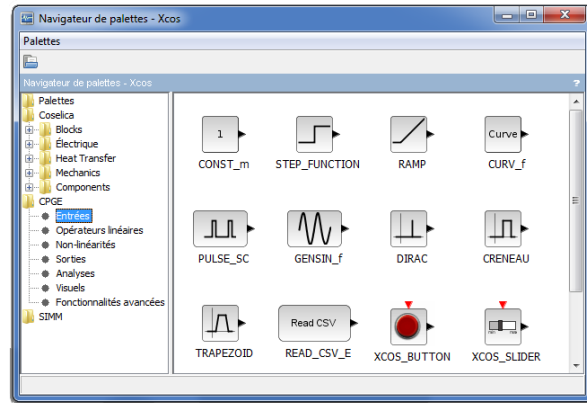 Navigateur de palettes - Xcos
Palettes
Navigateur de palettes - Xcos ?
Palettes
Coselica
Blocks
Électrique
Heat Transfer
Mechanics
Components
CPGE
Entrées
Opérateurs linéaires
Non-linéarités
Sorties
Analyses
Visuels
Fonctionnalités avancées
SIMM
1
Curve
CONST_m STEP_FUNCTION RAMP CURV_f
PULSE_SC GENSIN_f DIRAC CRENEAU
Read CSV
TRAPEZOID READ_CSV_E XCOS_BUTTON XCOS_SLIDER